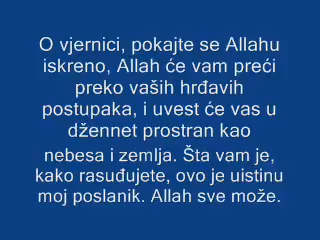 O vjernici, pokajte se Allahu
iskreno, Allah će vam preći
preko vaših hrđavih
postupaka, i uvest će vas u
džennet prostran kao
nebesa i zemlja. Šta vam je,
kako rasuđujete, ovo je uistinu
moj poslanik. Allah sve može.